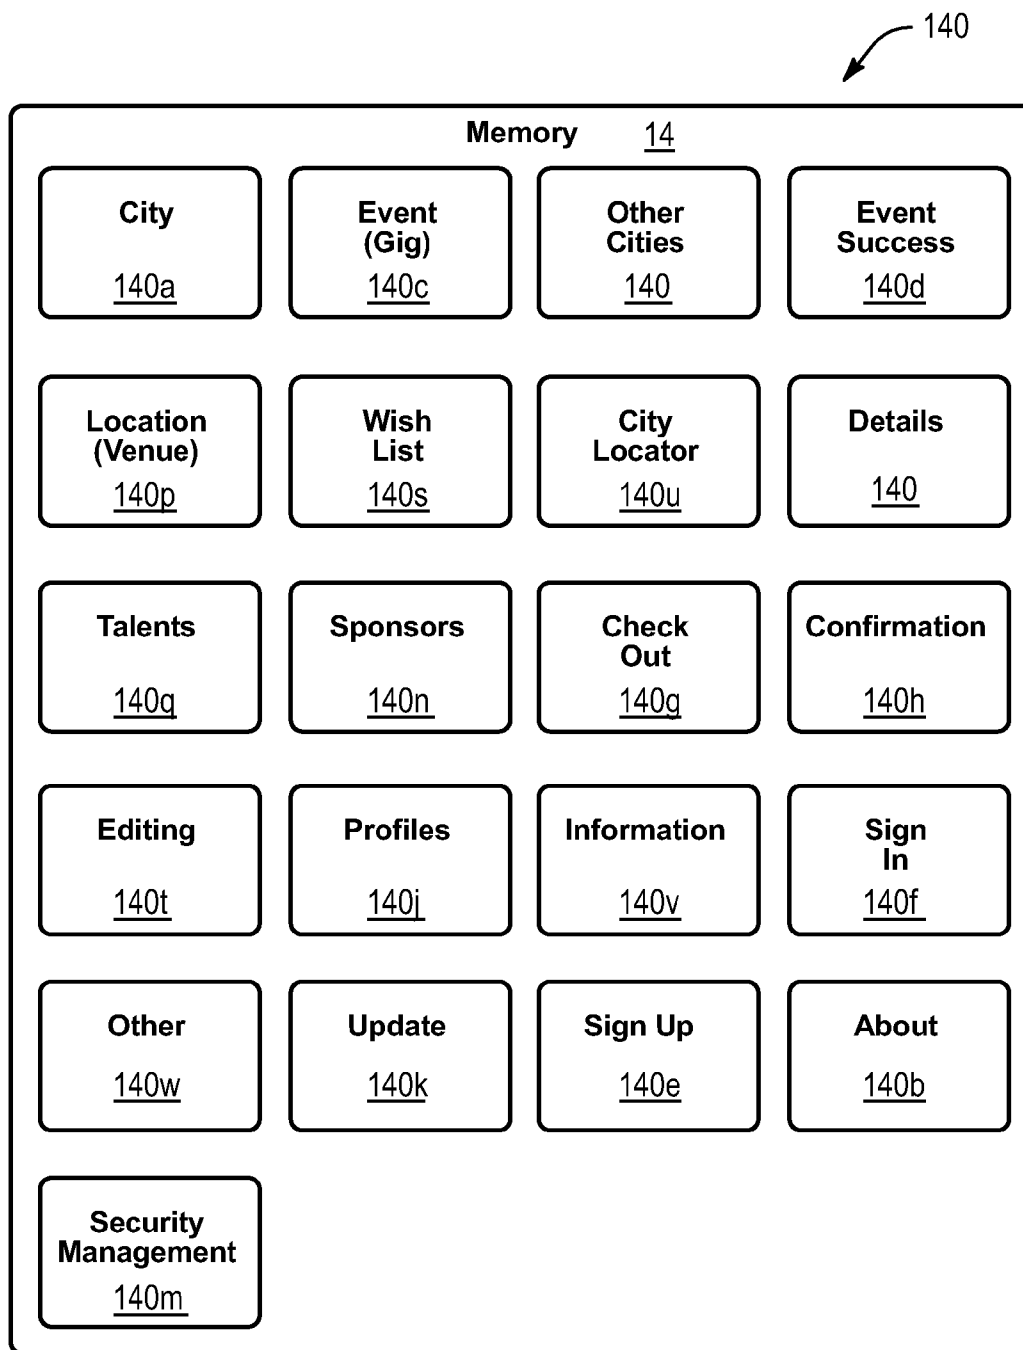 140
Memory 14
City
140a
Event
(Gig)
140c
Other
Cities
140
Event
Success
140d
Location
(Venue)
140p
Wish
List
140s
City
Locator
140u
Details
140
Talents
140q
Sponsors
140n
Check
Out
140g
Confirmation
140h
Editing
140t
Profiles
140j
Information
140v
Sign
In
140f
Other
140w
Update
140k
Sign Up
140e
About
140b
Security
Management
140m